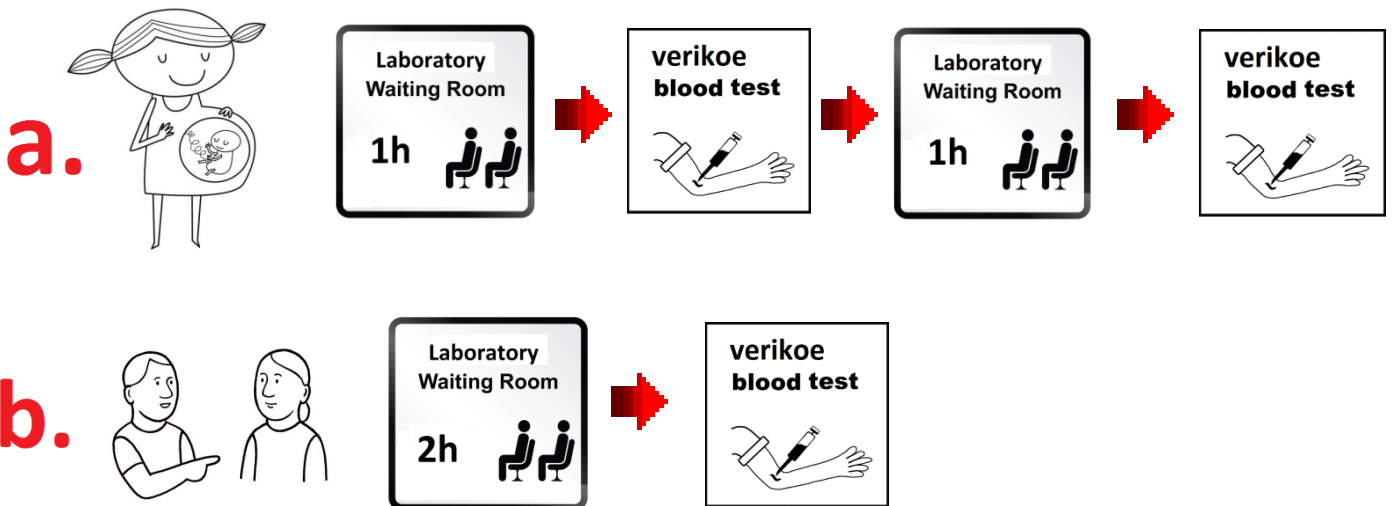 a.
Laboratory
Waiting Room
1h
verikoe
blood test
Laboratory
Waiting Room
1h
verikoe
blood test
b.
Laboratory
Waiting Room
2h
verikoe
blood test